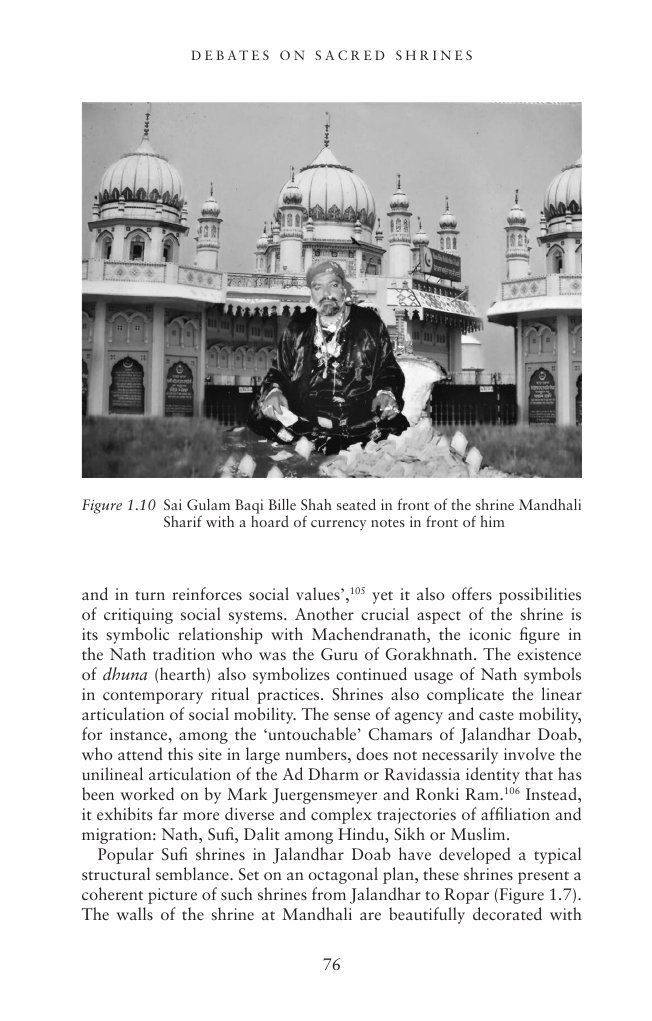 DEBATES ON SACRED SHRINES
Figure 1.10 Sai Gulam Baqi Bille Shah seated in front of the shrine Mandhali
Sharif with a hoard of currency notes in front of him
and in turn reinforces social values’,105 yet it also offers possibilities
of critiquing social systems. Another crucial aspect of the shrine is
its symbolic relationship with Machendranath, the iconic figure in
the Nath tradition who was the Guru of Gorakhnath. The existence
of dhuna (hearth) also symbolizes continued usage of Nath symbols
in contemporary ritual practices. Shrines also complicate the linear
articulation of social mobility. The sense of agency and caste mobility,
for instance, among the ‘untouchable’ Chamars of Jalandhar Doab,
who attend this site in large numbers, does not necessarily involve the
unilineal articulation of the Ad Dharm or Ravidassia identity that has
been worked on by Mark Juergensmeyer and Ronki Ram.106 Instead,
it exhibits far more diverse and complex trajectories of affiliation and
migration: Nath, Sufi, Dalit among Hindu, Sikh or Muslim.
Popular Sufi shrines in Jalandhar Doab have developed a typical
structural semblance. Set on an octagonal plan, these shrines present a
coherent picture of such shrines from Jalandhar to Ropar (Figure 1.7).
The walls of the shrine at Mandhali are beautifully decorated with
76